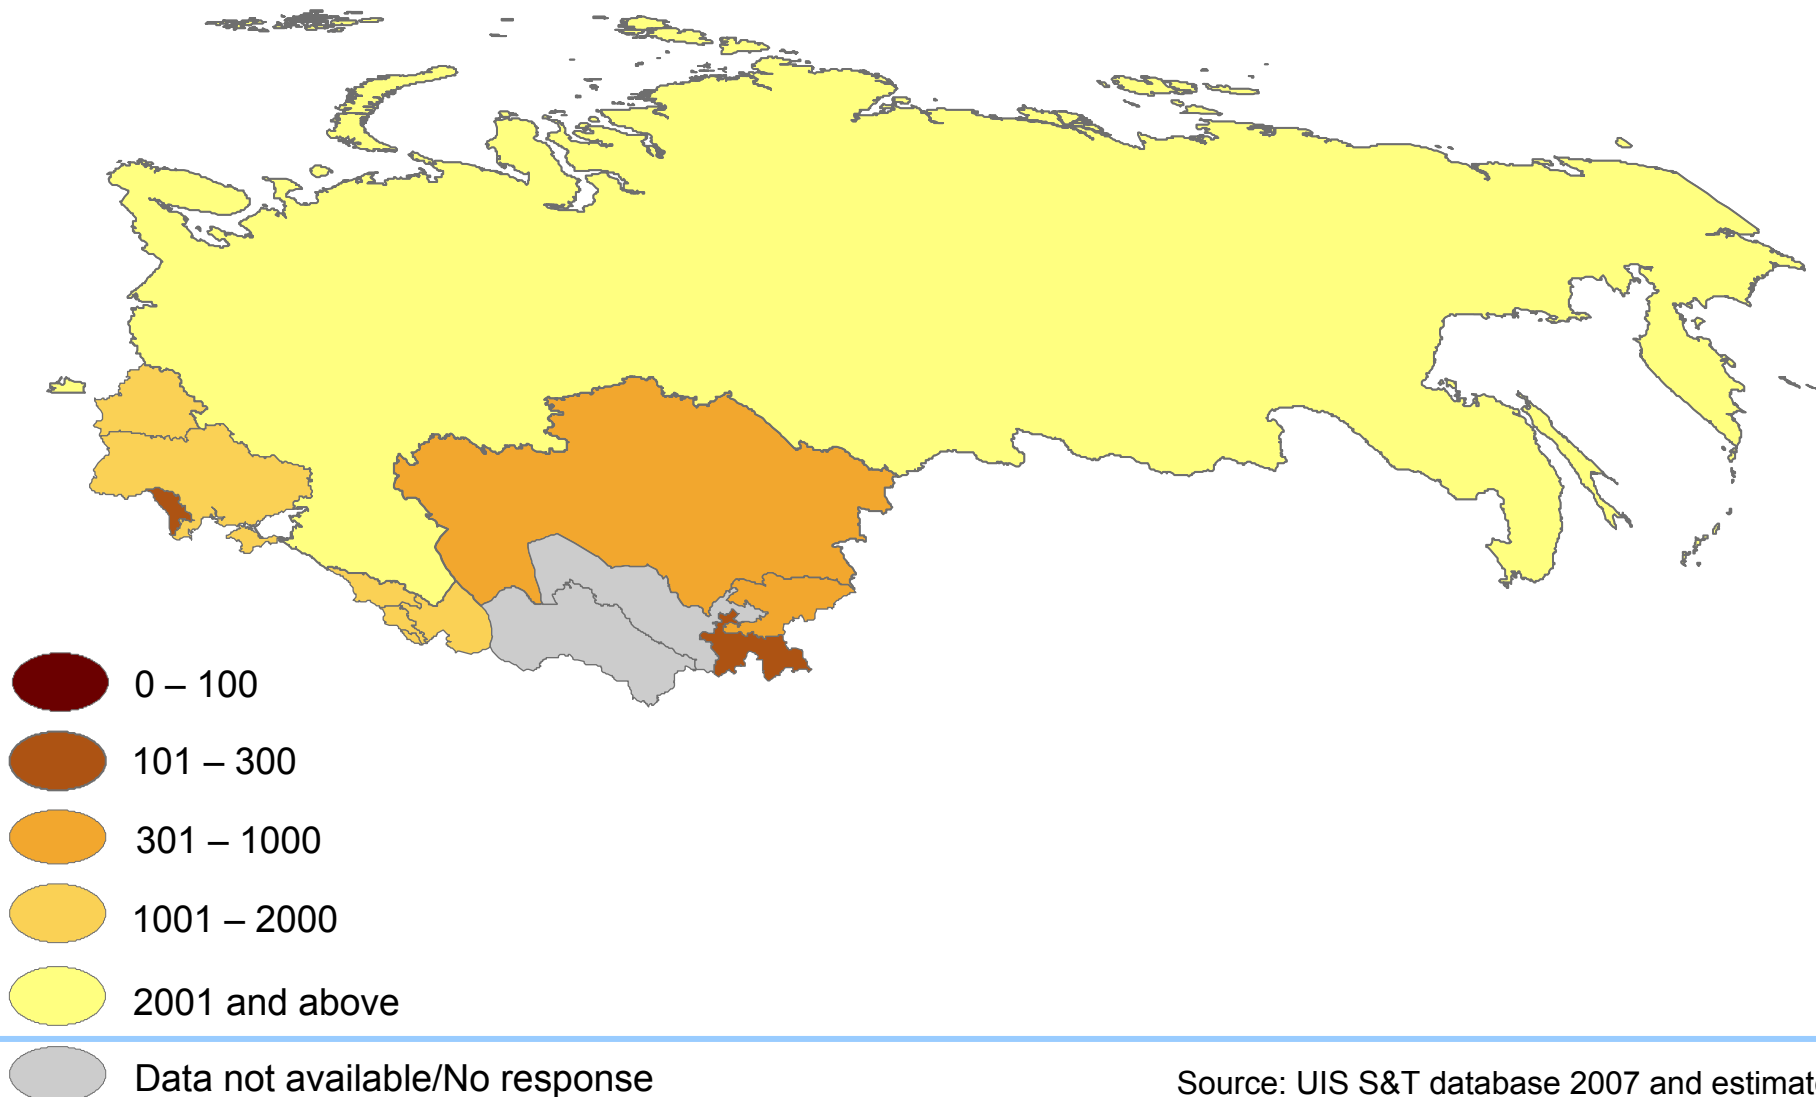 0 – 100
101 – 300
301 – 1000
1001 – 2000
2001 and above
Data not available/No response
Source: UIS S&T database 2007 and